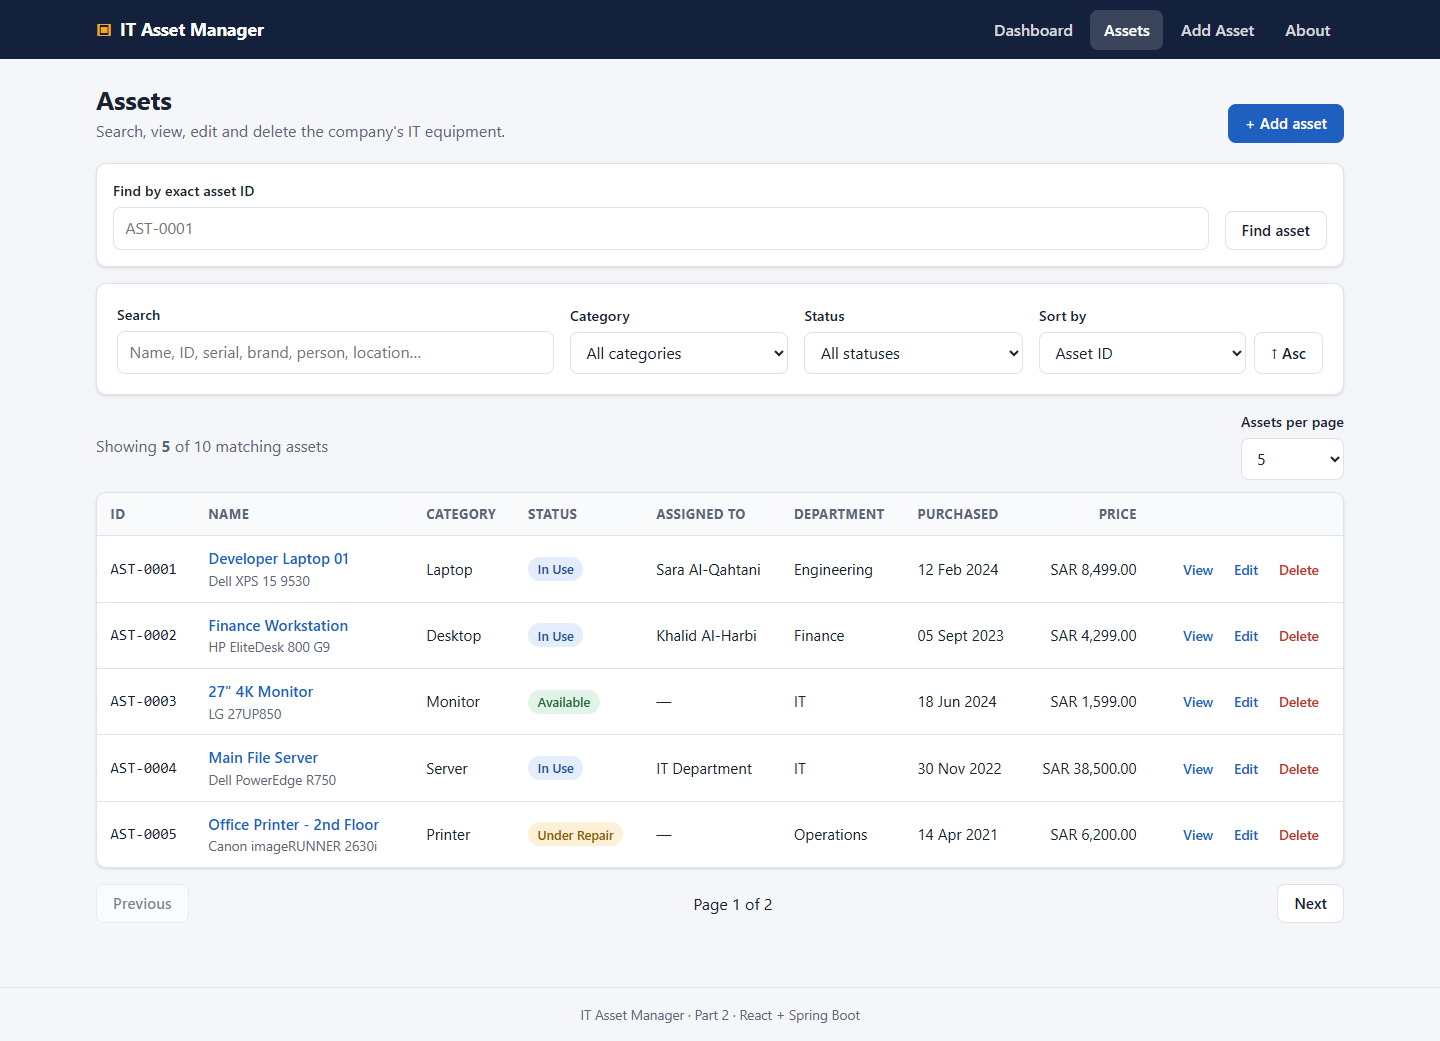 IT Asset Manager
Dashboard Assets Add Asset About
Assets
Search, view, edit and delete the company's IT equipment.
+ Add asset
Find by exact asset ID
AST-0001
Find asset
Search Category Status Sort by
Name, ID, serial, brand, person, location... All categories All statuses Asset ID ↑ Asc
Showing 5 of 10 matching assets
Assets per page
5
ID NAME CATEGORY STATUS ASSIGNED TO DEPARTMENT PURCHASED PRICE
AST-0001 Developer Laptop 01 Laptop In Use Sara Al-Qahtani Engineering 12 Feb 2024 SAR 8,499.00 View Edit Delete
Dell XPS 15 9530
AST-0002 Finance Workstation Desktop In Use Khalid Al-Harbi Finance 05 Sept 2023 SAR 4,299.00 View Edit Delete
HP EliteDesk 800 G9
AST-0003 27" 4K Monitor Monitor Available — IT 18 Jun 2024 SAR 1,599.00 View Edit Delete
LG 27UP850
AST-0004 Main File Server Server In Use IT Department IT 30 Nov 2022 SAR 38,500.00 View Edit Delete
Dell PowerEdge R750
AST-0005 Office Printer - 2nd Floor Printer Under Repair — Operations 14 Apr 2021 SAR 6,200.00 View Edit Delete
Canon imageRUNNER 2630i
Previous Page 1 of 2 Next
IT Asset Manager · Part 2 · React + Spring Boot